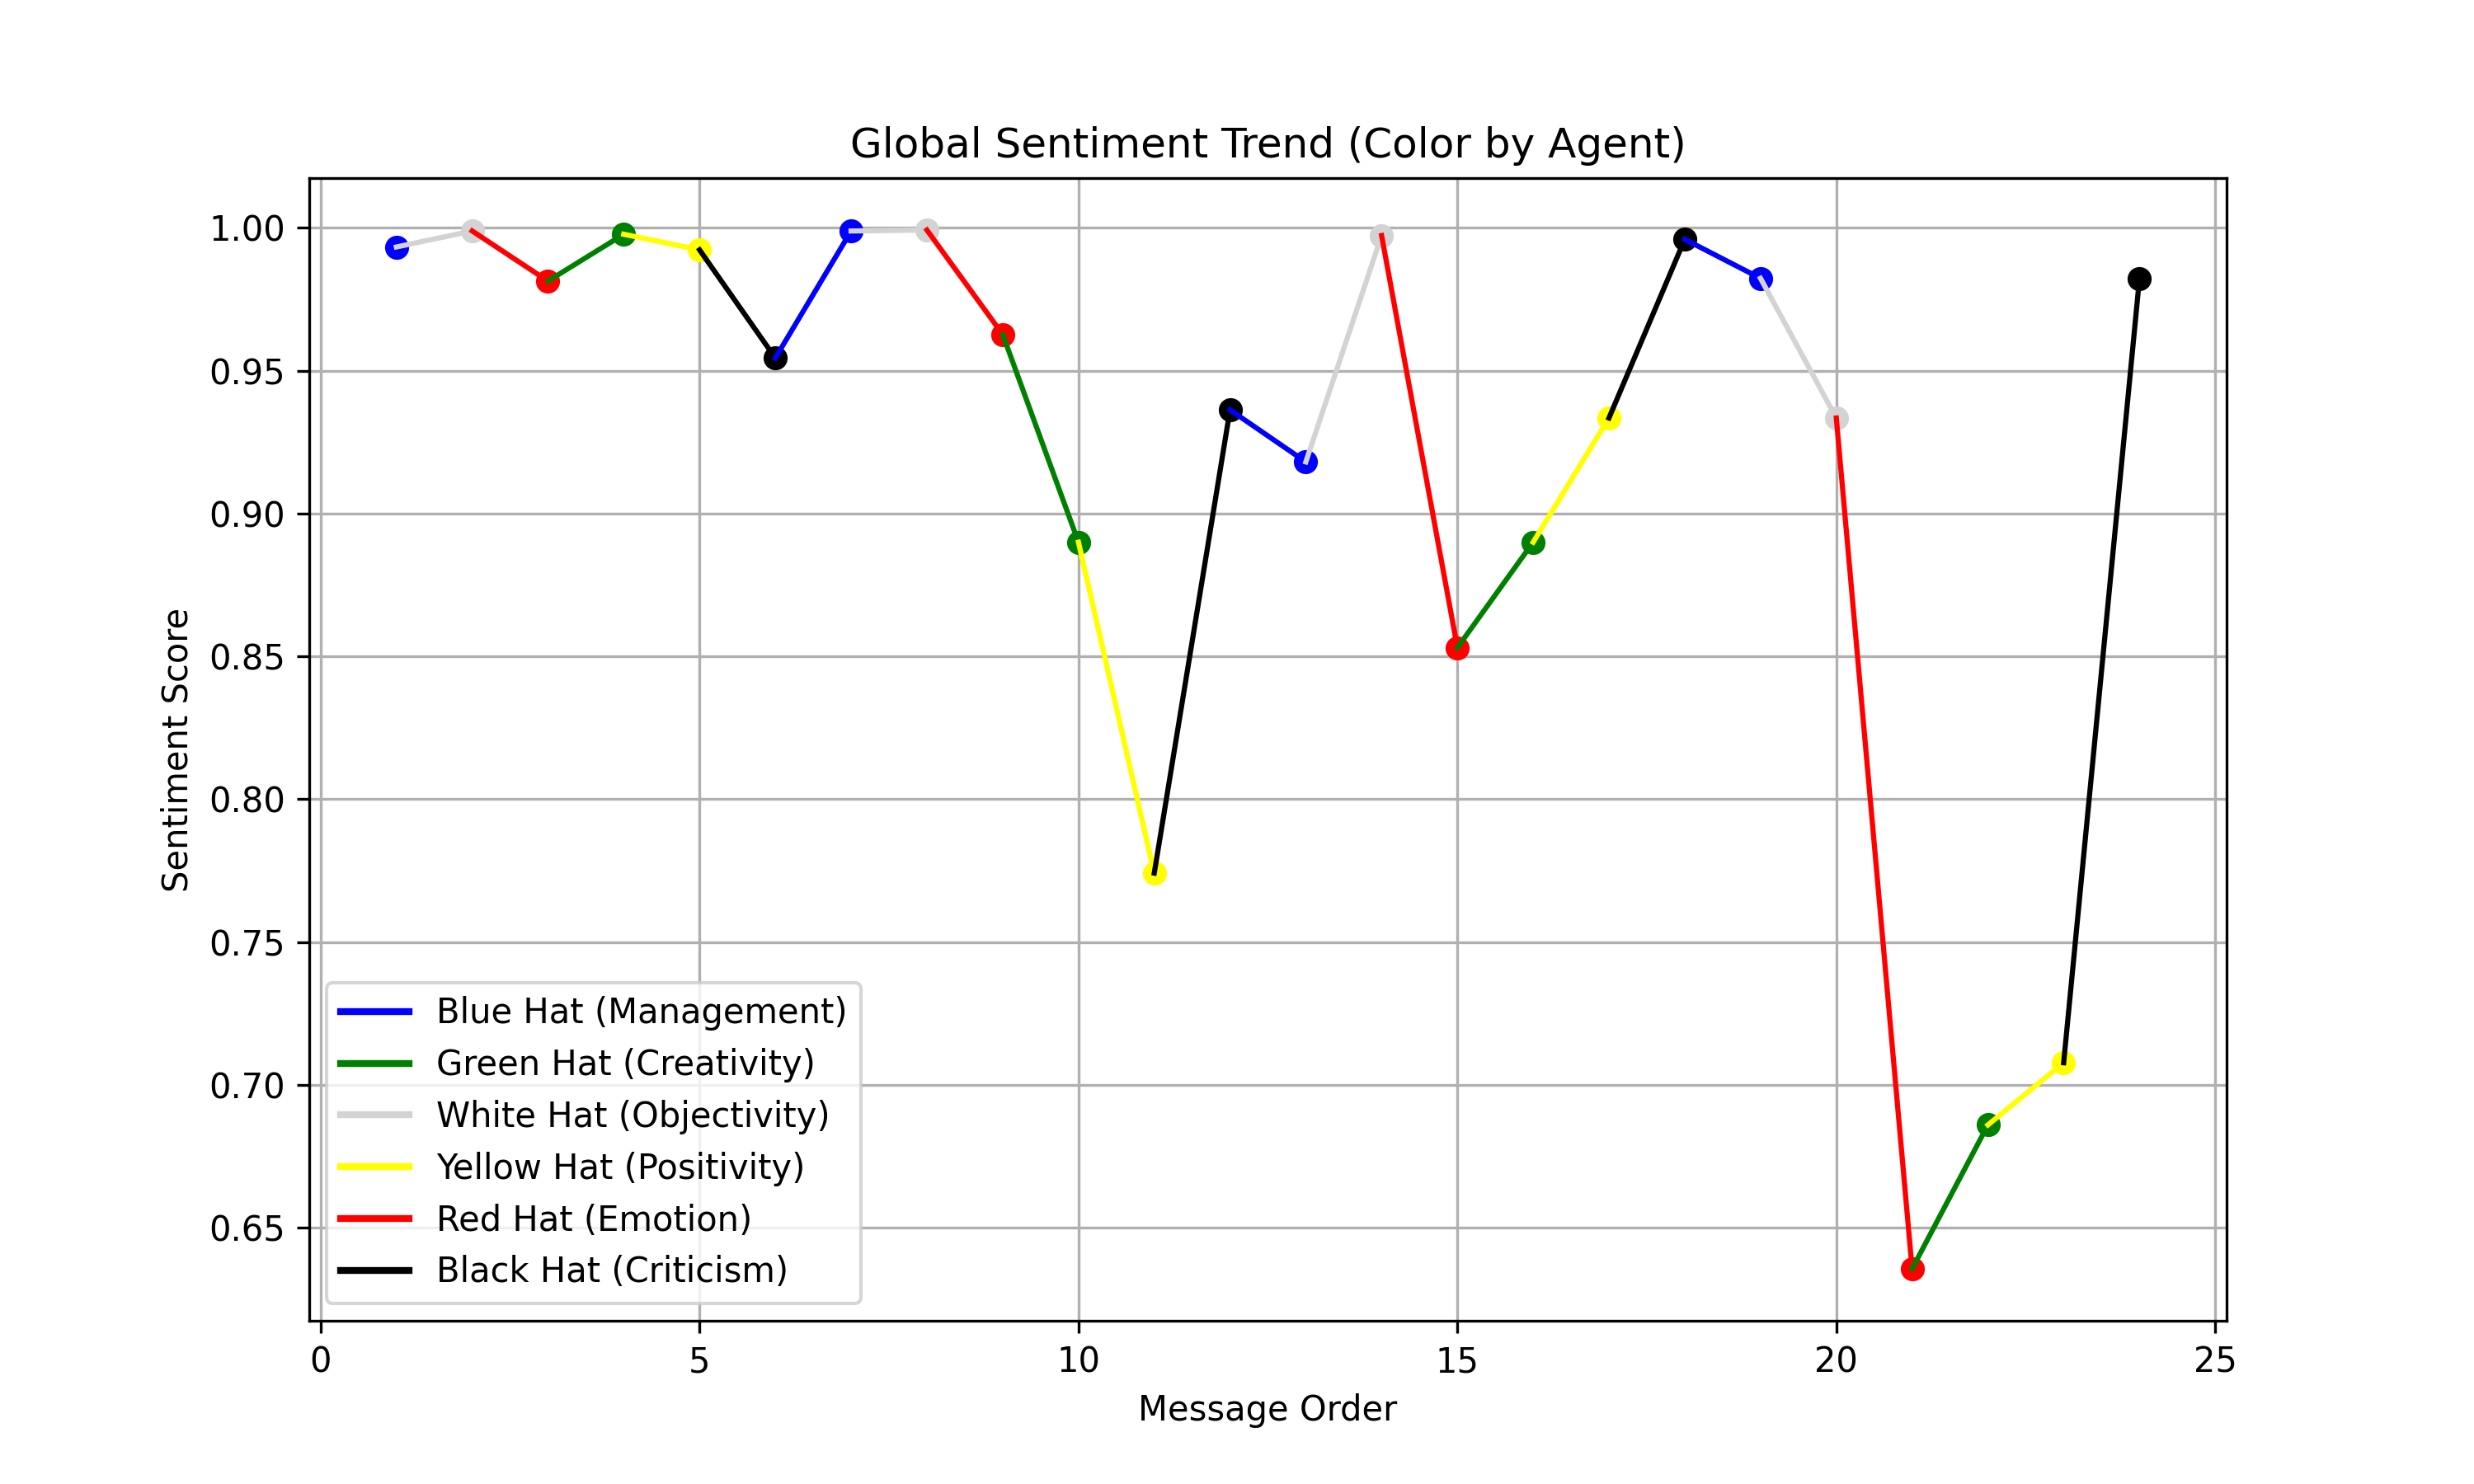 Global Sentiment Trend (Color by Agent)
1.00
0.95
0.90
0.85
0.80
0.75
0.70
0.65
Sentiment Score
Blue Hat (Management)
Green Hat (Creativity)
White Hat (Objectivity)
Yellow Hat (Positivity)
Red Hat (Emotion)
Black Hat (Criticism)
0 5 10 15 20 25
Message Order